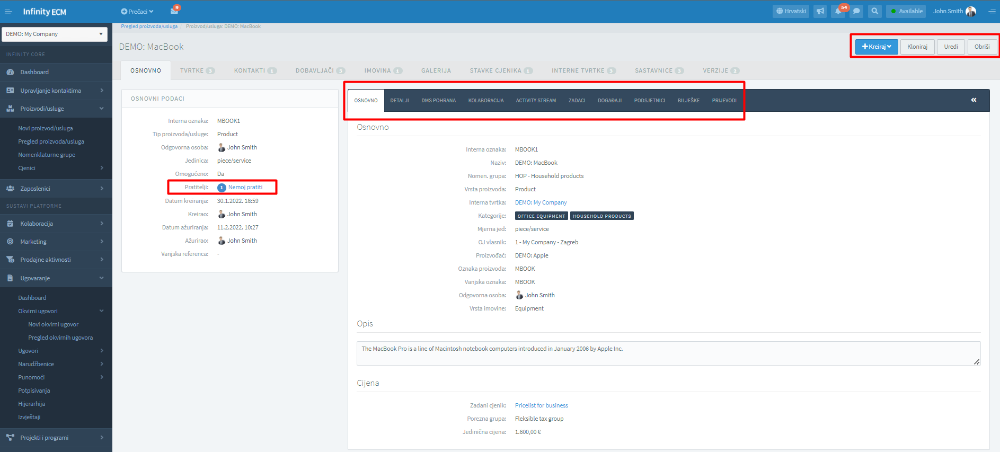 Infinity ECM
Prečaci
9
Hrvatski
54
Available
John Smith
DEMO: My Company
INFINITY CORE
Dashboard
Upravljanje kontaktima
Proizvodi/usluge
Novi proizvod/usluga
Pregled proizvoda/usluga
Nomenklaturne grupe
Cjenici
Zaposlenici
SUSTAVI PLATFORME
Kolaboracija
Marketing
Prodajne aktivnosti
Ugovaranje
Dashboard
Okvirni ugovori
Novi okvirni ugovor
Pregled okvirnih ugovora
Ugovori
Narudžbenice
Punomoći
Potpisivanja
Hijerarhija
Izvještaji
Projekti i programi
Pregled proizvoda/usluga / Proizvod/usluga: DEMO: MacBook
DEMO: MacBook
Kreiraj
Kloniraj
Uredi
Obriši
OSNOVNO
TVRTKE 3
KONTAKTI 1
DOBAVLJAČI 3
IMOVINA 1
GALERIJA
STAVKE CJENIKA 1
INTERNE TVRTKE 3
SASTAVNICE 3
VERZIJE 2
OSNOVNI PODACI
Interna oznaka: MBOOK1
Tip proizvoda/usluge: Product
Odgovorna osoba: John Smith
Jedinica: piece/service
Omogućeno: Da
Pratitelji: 1 Nemoj pratiti
Datum kreiranja: 30.1.2022. 18:59
Kreirao: John Smith
Datum ažuriranja: 11.2.2022. 10:27
Ažurirao: John Smith
Vanjska referenca: -
OSNOVNO
DETALJI
DMS POHRANA
KOLABORACIJA
ACTIVITY STREAM
ZADACI
DOGAĐAJI
PODSJETNICI
BILJEŠKE
PRIJEVODI
Osnovno
Interna oznaka: MBOOK1
Naziv: DEMO: MacBook
Nomen. grupa: HOP - Household products
Vrsta proizvoda: Product
Interna tvrtka: DEMO: My Company
Kategorije: OFFICE EQUIPMENT HOUSEHOLD PRODUCTS
Mjerna jed: piece/service
OJ vlasnik: 1 - My Company - Zagreb
Proizvođač: DEMO: Apple
Oznaka proizvoda: MBOOK
Vanjska oznaka: MBOOK
Odgovorna osoba: John Smith
Vrsta imovine: Equipment
Opis
The MacBook Pro is a line of Macintosh notebook computers introduced in January 2006 by Apple Inc.
Cijena
Zadani cjenik: Pricelist for business
Porezna grupa: Fleksible tax group
Jedinična cijena: 1.600,00 €